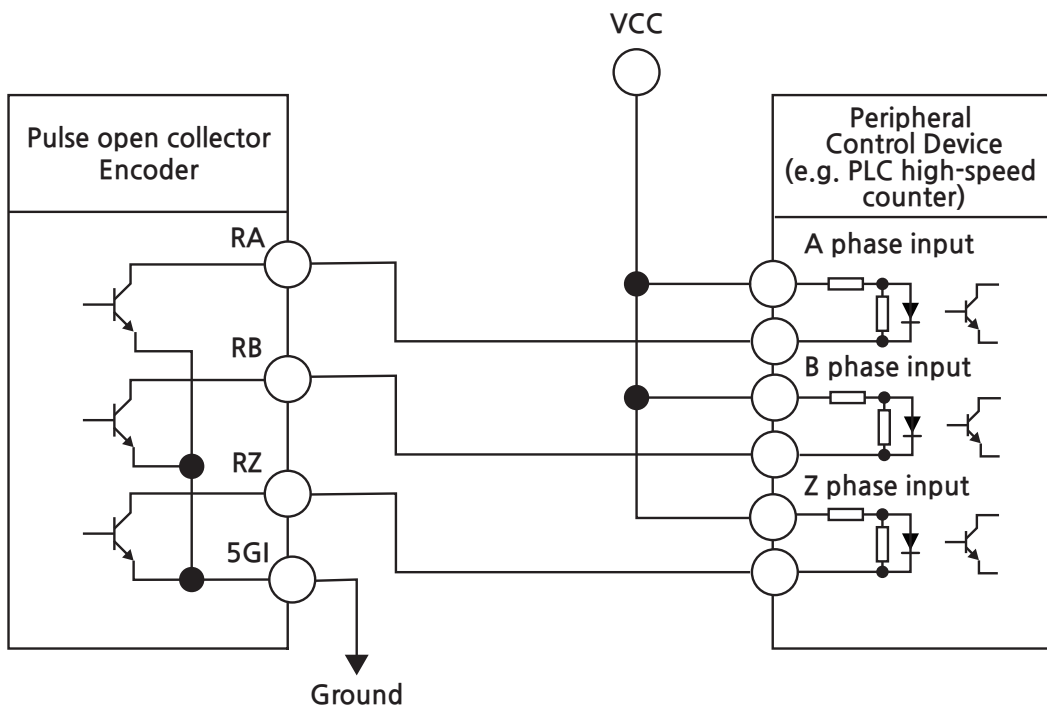 VCC
Pulse open collector
Encoder
Peripheral
Control Device
(e.g. PLC high-speed
counter)
RA
A phase input
RB
B phase input
RZ
Z phase input
5GI
Ground